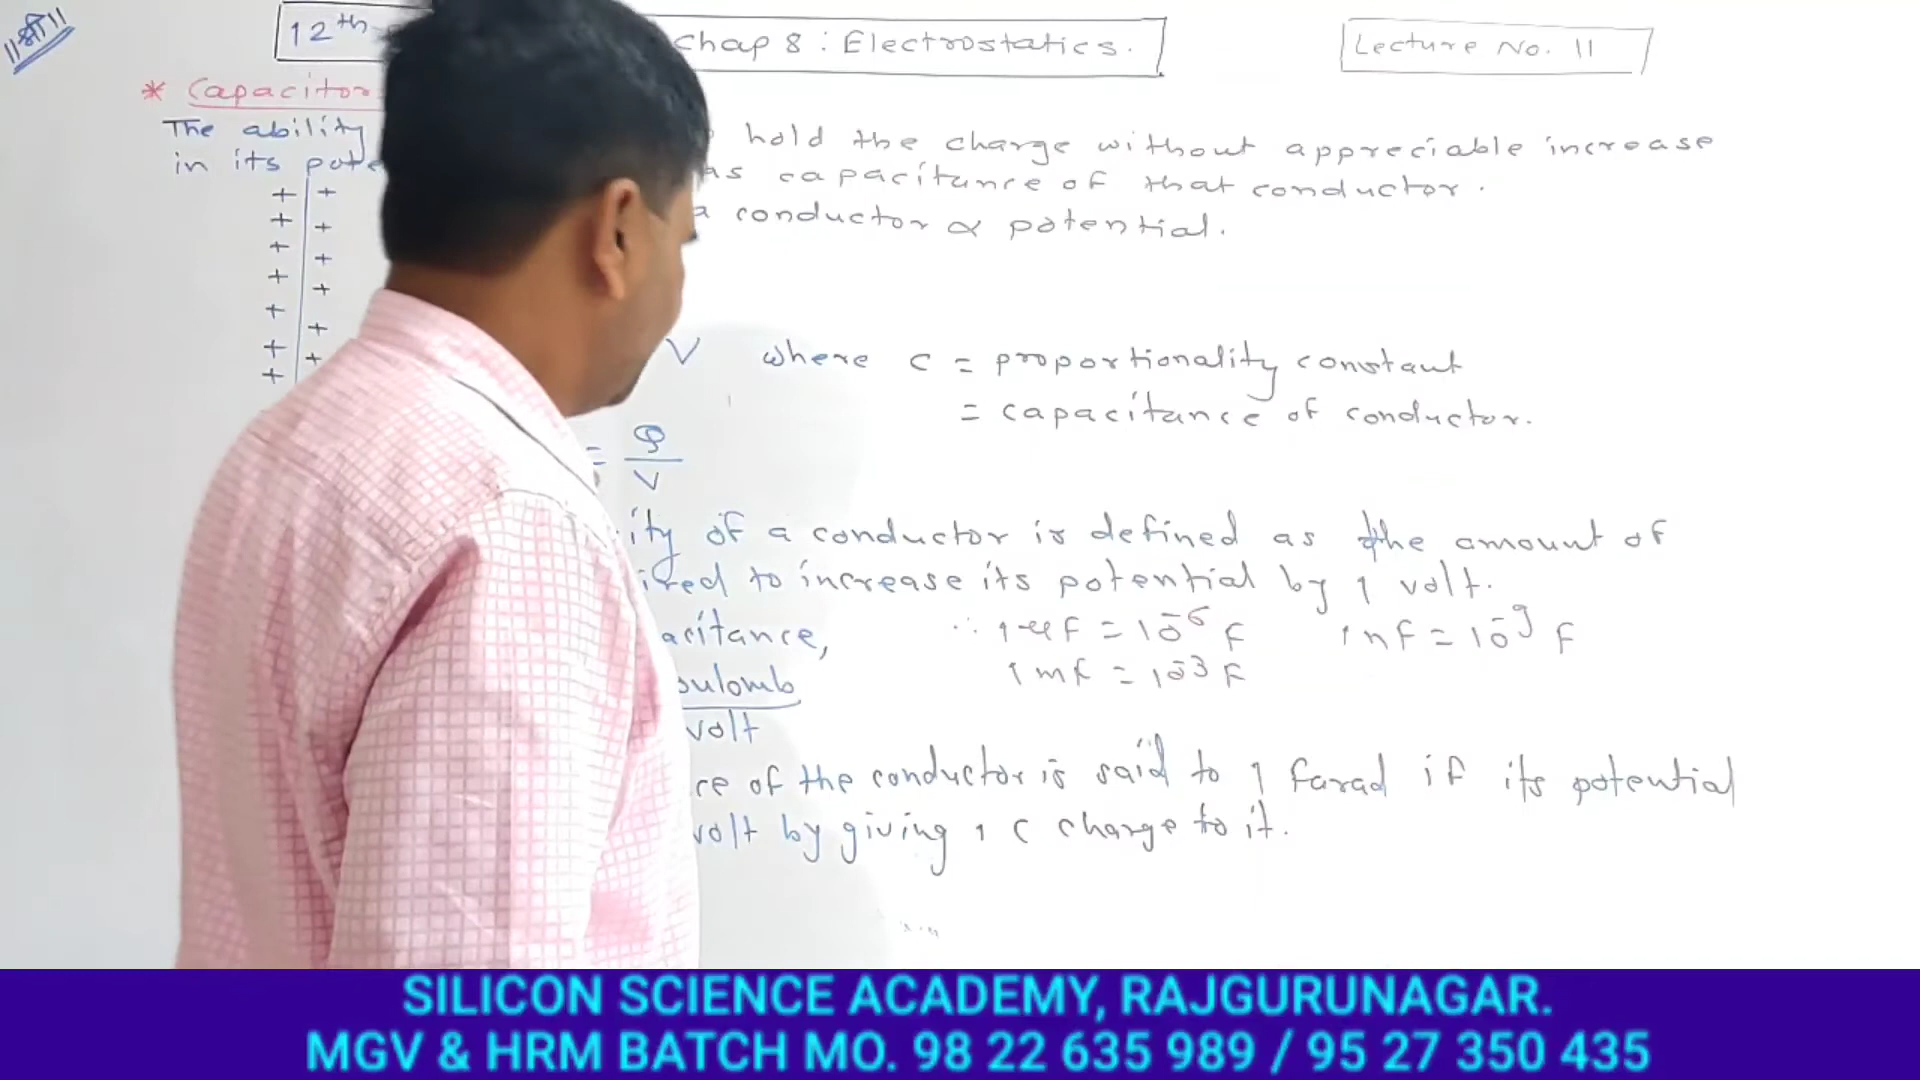 ॥श्री॥
12th Chap 8 : Electrostatics.
Lecture No. 11
* Capacitor
The ability hold the charge without appreciable increase
in its as capacitance of that conductor.
a conductor ∝ potential.
V where C = proportionality constant
= capacitance of conductor.
= Q
V
of a conductor is defined as the amount of
to increase its potential by 1 volt.
∴ 1 μF = 10⁻⁶ F 1 nF = 10⁻⁹ F
1 mF = 10⁻³ F
volt
of the conductor is said to 1 farad if its potential
volt by giving 1 C charge to it.
SILICON SCIENCE ACADEMY, RAJGURUNAGAR.
MGV & HRM BATCH MO. 98 22 635 989 / 95 27 350 435